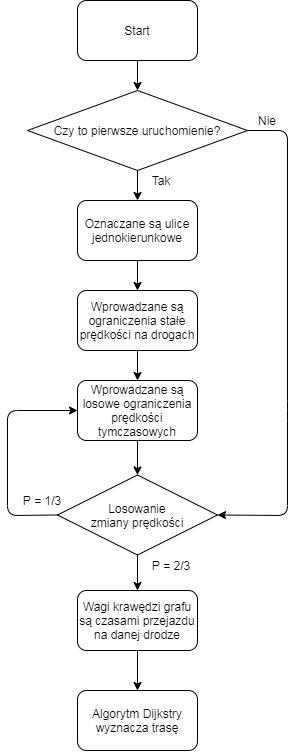 Start
Czy to pierwsze uruchomienie?
Nie
Tak
Oznaczane są ulice
jednokierunkowe
Wprowadzane są
ograniczenia stałe
prędkości na drogach
Wprowadzane są
losowe ograniczenia
prędkości
tymczasowych
P = 1/3
Losowanie
zmiany prędkości
P = 2/3
Wagi krawędzi grafu
są czasami przejazdu
na danej drodze
Algorytm Dijkstry
wyznacza trasę